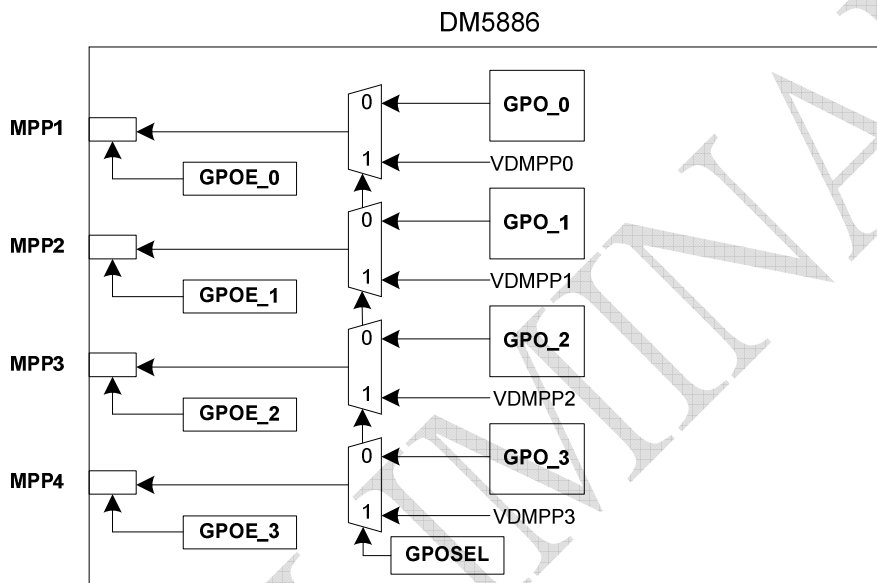 DM5886
MPP1
0
GPO_0
1
VDMPP0
GPOE_0
MPP2
0
GPO_1
1
VDMPP1
GPOE_1
MPP3
0
GPO_2
1
VDMPP2
GPOE_2
MPP4
0
GPO_3
1
VDMPP3
GPOE_3
GPOSEL
IMINA